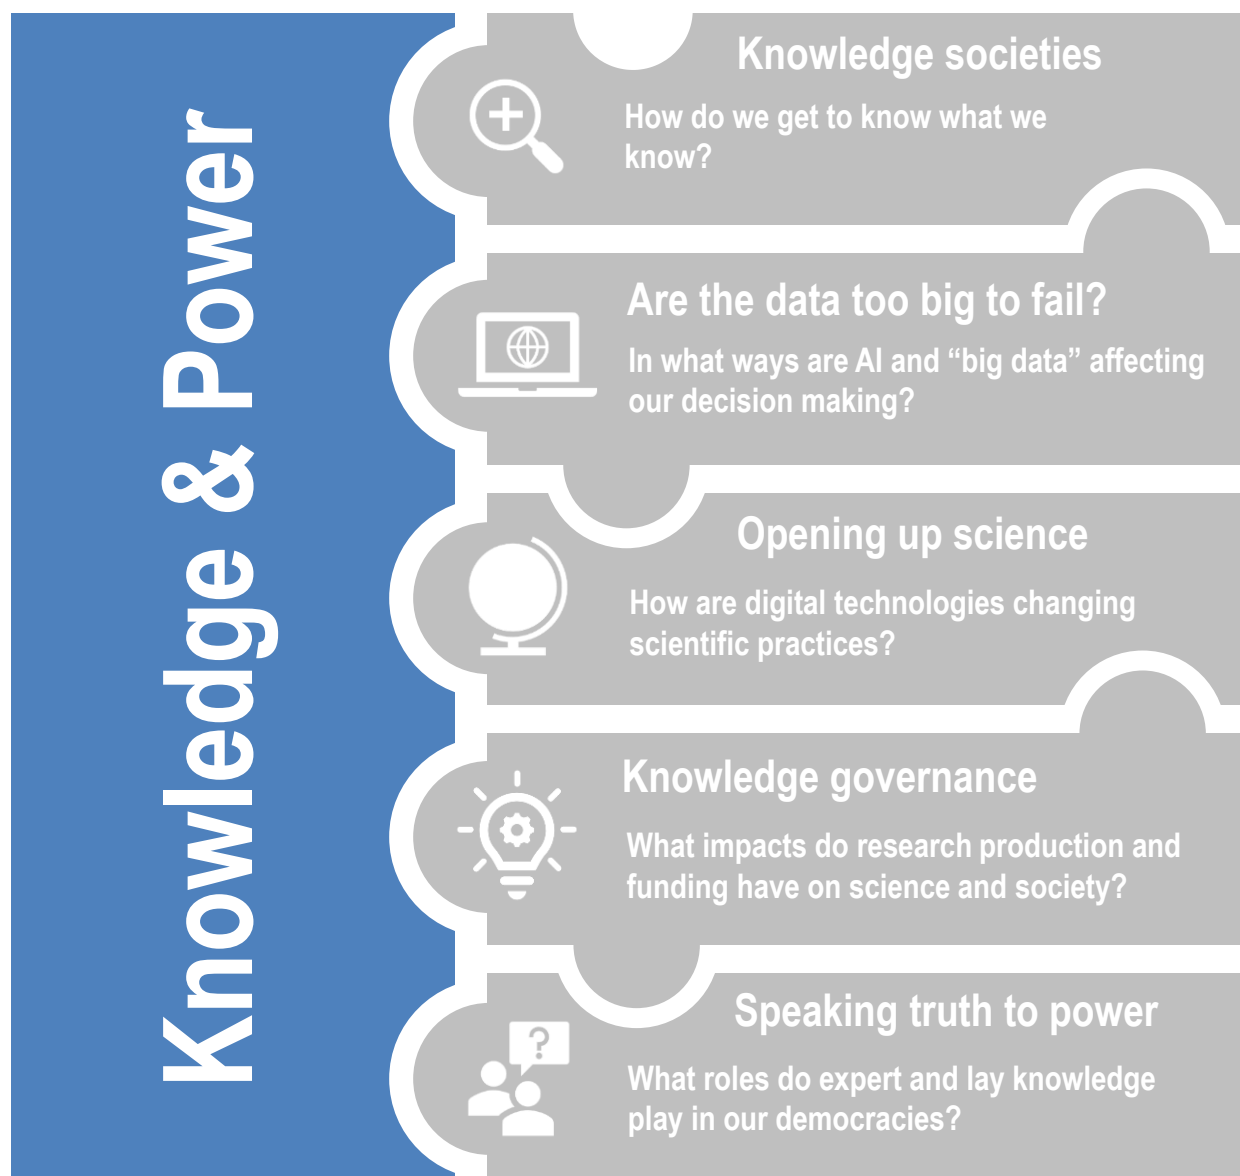 Knowledge & Power
Knowledge societies
How do we get to know what we
know?
Are the data too big to fail?
In what ways are AI and “big data” affecting
our decision making?
Opening up science
How are digital technologies changing
scientific practices?
Knowledge governance
What impacts do research production and
funding have on science and society?
?
Speaking truth to power
What roles do expert and lay knowledge
play in our democracies?